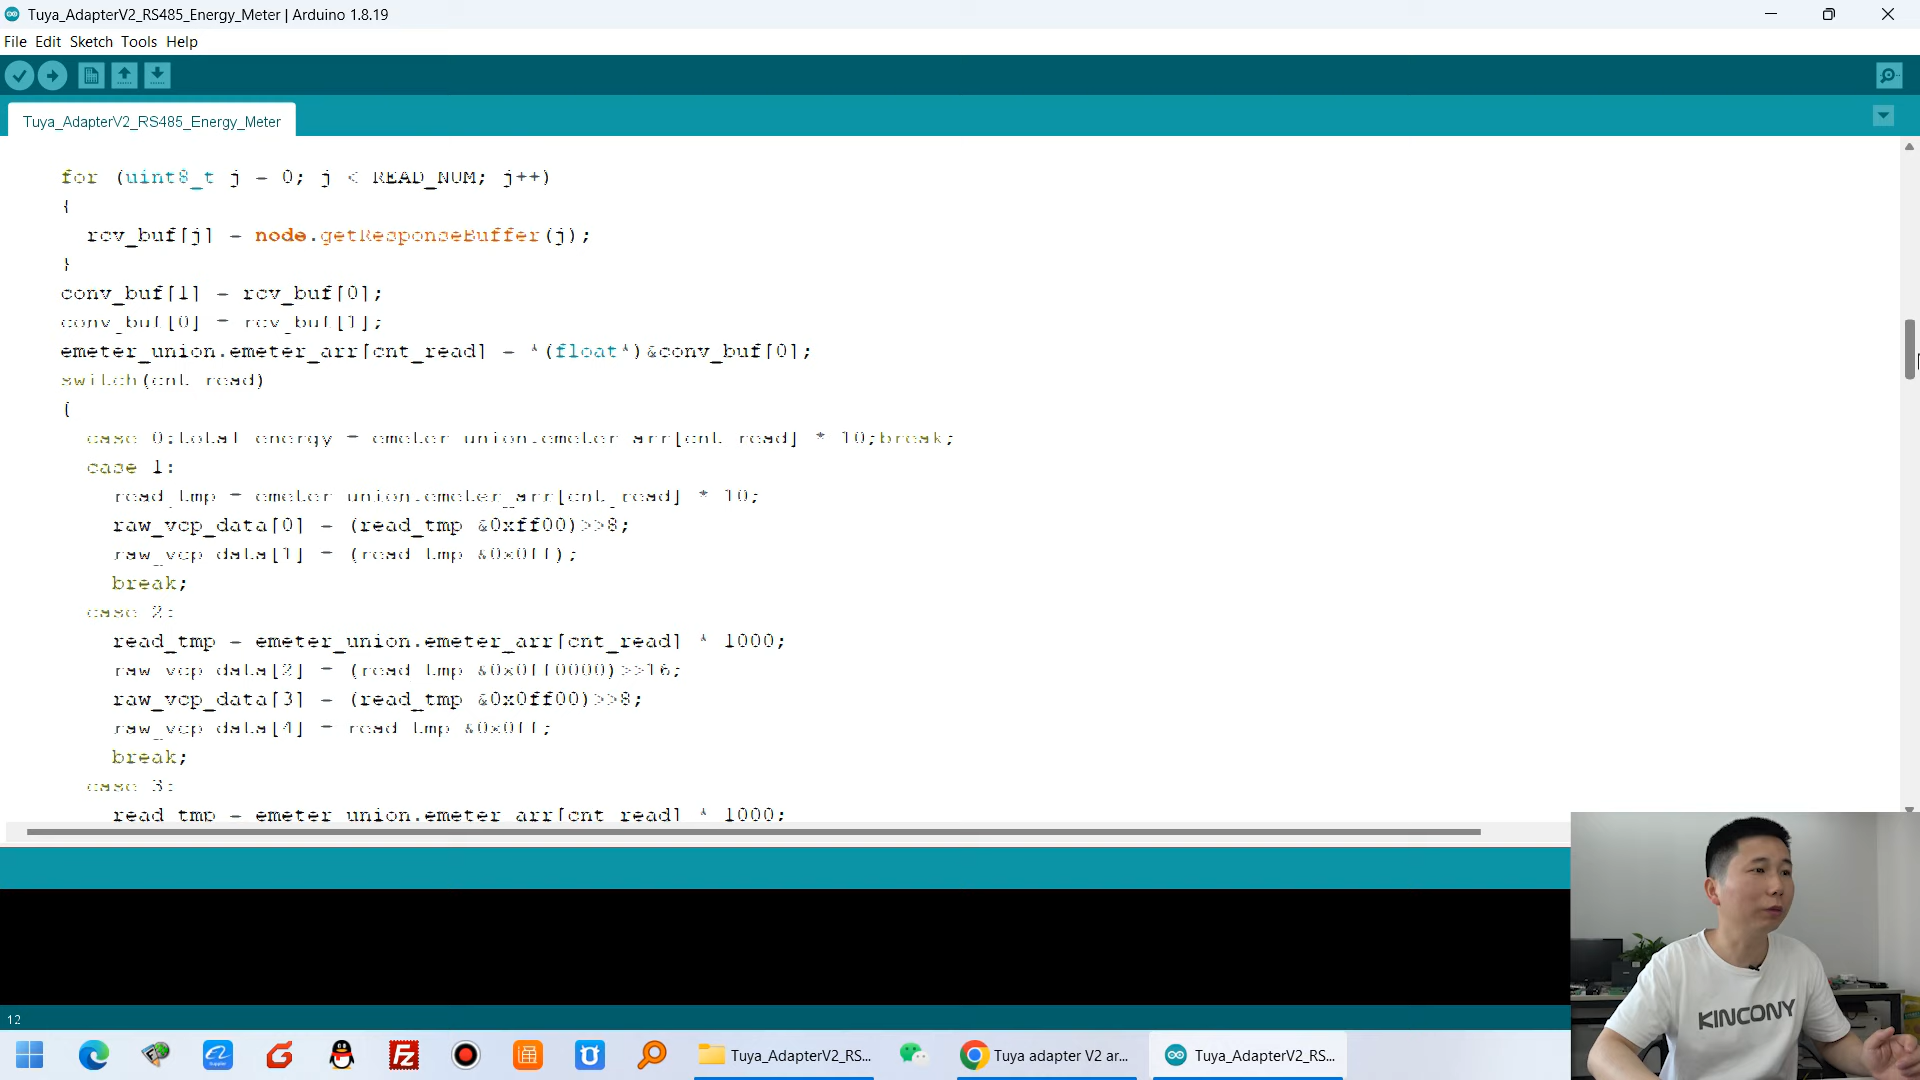 Tuya_AdapterV2_RS485_Energy_Meter | Arduino 1.8.19
File Edit Sketch Tools Help
Tuya_AdapterV2_RS485_Energy_Meter
for (uint8_t j = 0; j < READ_NUM; j++)
{
rcv_buf[j] = node.getResponseBuffer(j);
}
conv_buf[1] = rcv_buf[0];
conv_buf[0] = rcv_buf[1];
emeter_union.emeter_arr[cnt_read] = *(float*)&conv_buf[0];
switch(cnt_read)
{
case 0:total_energy = emeter_union.emeter_arr[cnt_read] * 10;break;
case 1:
read_tmp = emeter_union.emeter_arr[cnt_read] * 10;
raw_vcp_data[0] = (read_tmp &0xff00)>>8;
raw_vcp_data[1] = (read_tmp &0x0ff);
break;
case 2:
read_tmp = emeter_union.emeter_arr[cnt_read] * 1000;
raw_vcp_data[2] = (read_tmp &0x0ff0000)>>16;
raw_vcp_data[3] = (read_tmp &0x0ff00)>>8;
raw_vcp_data[4] = read_tmp &0x0ff;
break;
case 3:
read_tmp = emeter_union.emeter_arr[cnt_read] * 1000;
KINCONY
12
Tuya_AdapterV2_RS...
Tuya adapter V2 ar...
Tuya_AdapterV2_RS...